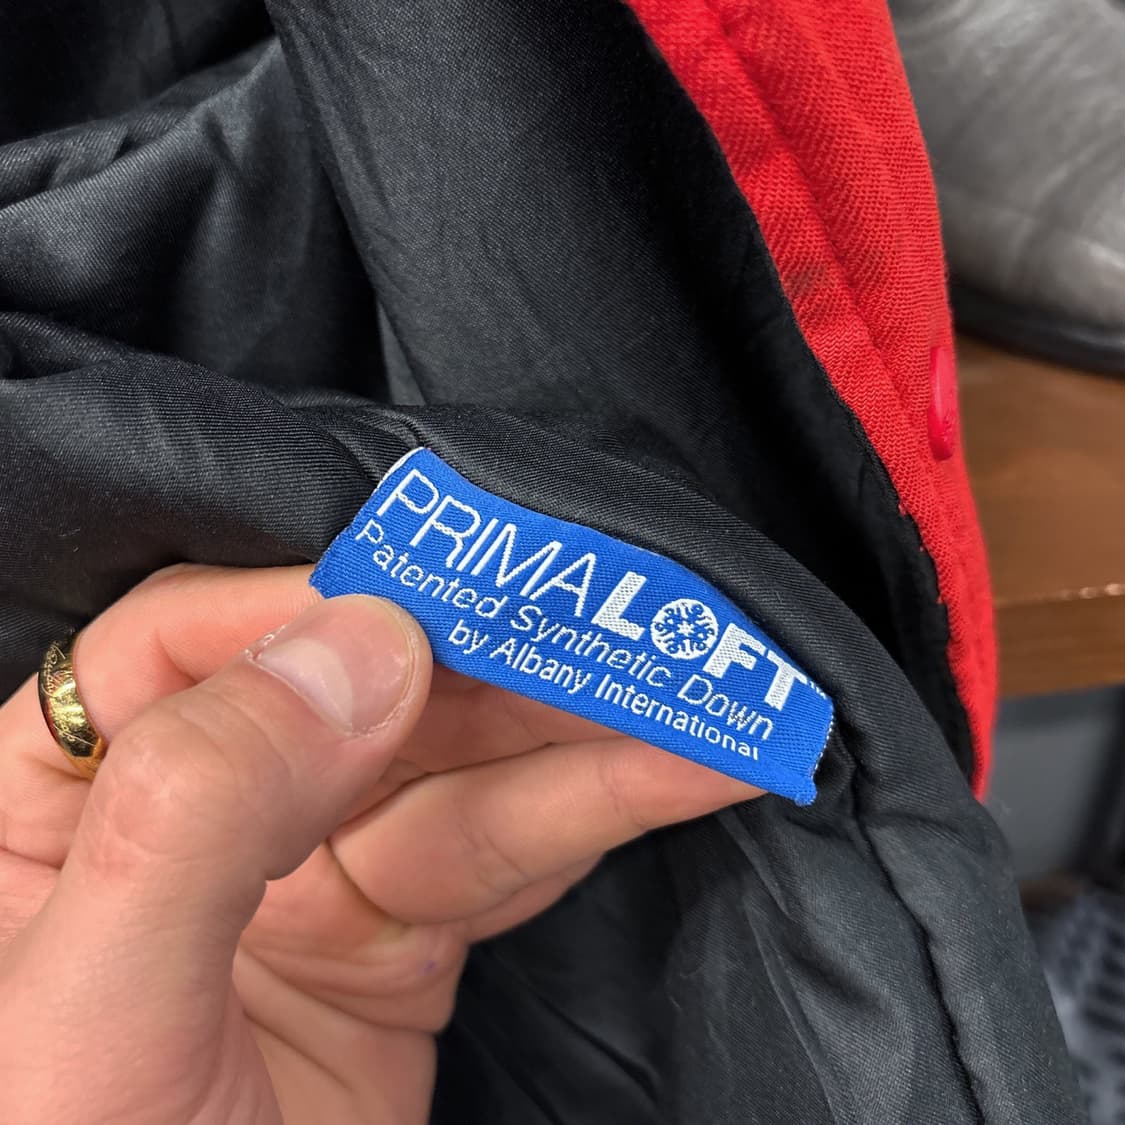 PRIMALOFT™
Patented Synthetic Down
by Albany International